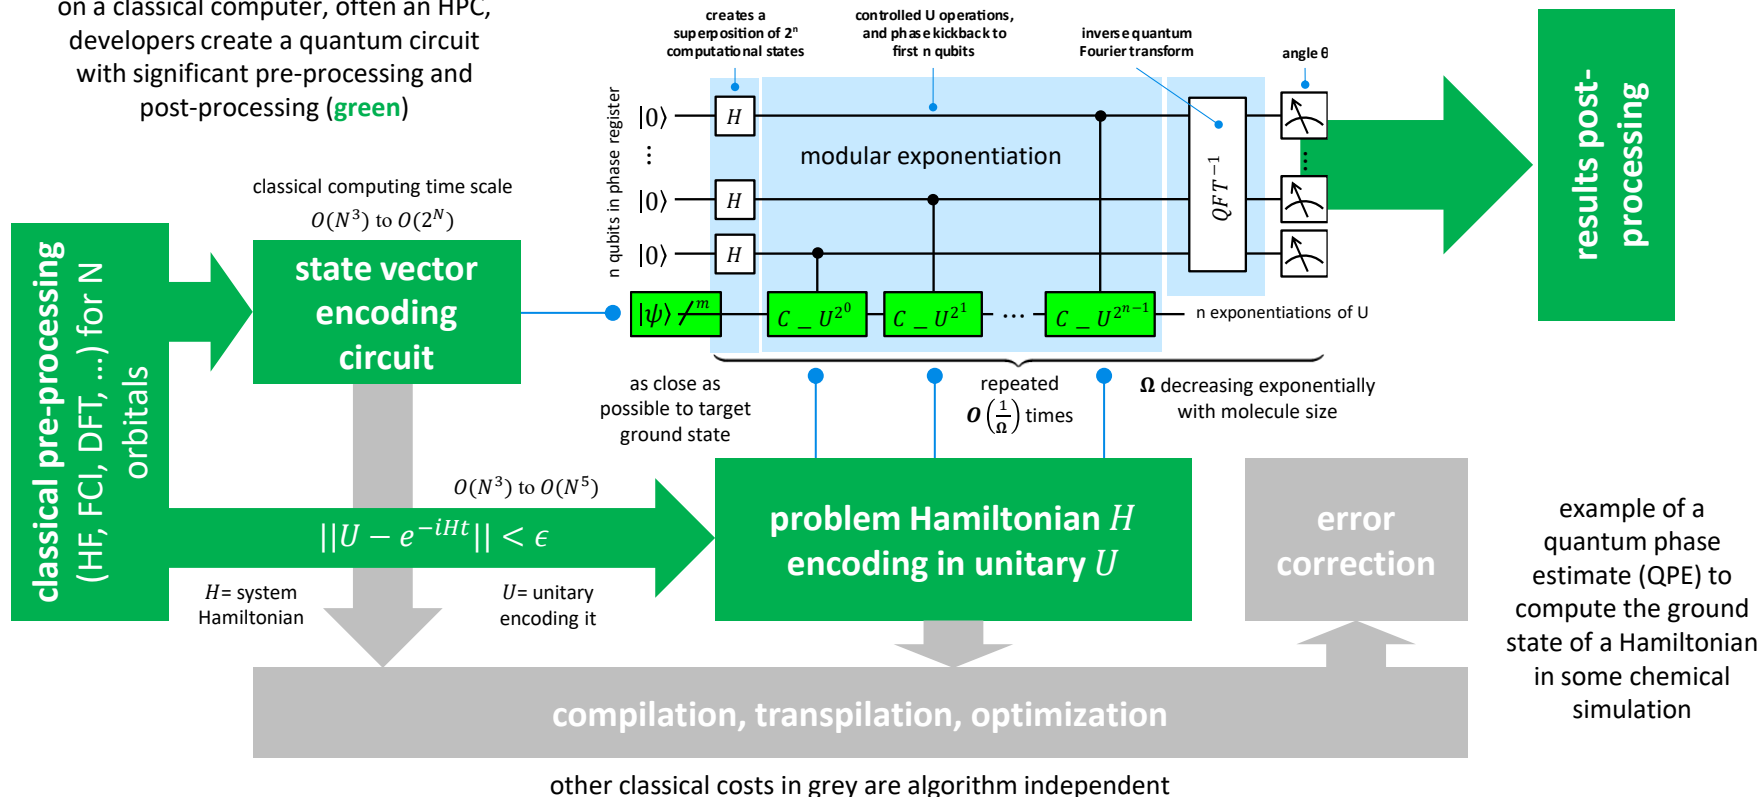 on a classical computer, often an HPC,
developers create a quantum circuit
with significant pre-processing and
post-processing (green)
creates a
superposition of 2ⁿ
computational states
controlled U operations,
and phase kickback to
first n qubits
inverse quantum
Fourier transform
angle θ
n qubits in phase register
|0⟩ H
⋮
modular exponentiation
|0⟩ H
|0⟩ H
QFT⁻¹
⋯
results post-
processing
classical computing time scale
O(N³) to O(2ᴺ)
classical pre-processing
(HF, FCI, DFT, …) for N
orbitals
state vector
encoding
circuit
|ψ⟩ m
C _ U^{2^0}
C _ U^{2^1}
⋯
C _ U^{2^{n−1}}
n exponentiations of U
as close as
possible to target
ground state
repeated
O(1/Ω) times
Ω decreasing exponentially
with molecule size
O(N³) to O(N⁵)
||U − e^{−iHt}|| < ϵ
H= system
Hamiltonian
U= unitary
encoding it
problem Hamiltonian H
encoding in unitary U
error
correction
example of a
quantum phase
estimate (QPE) to
compute the ground
state of a Hamiltonian
in some chemical
simulation
compilation, transpilation, optimization
other classical costs in grey are algorithm independent